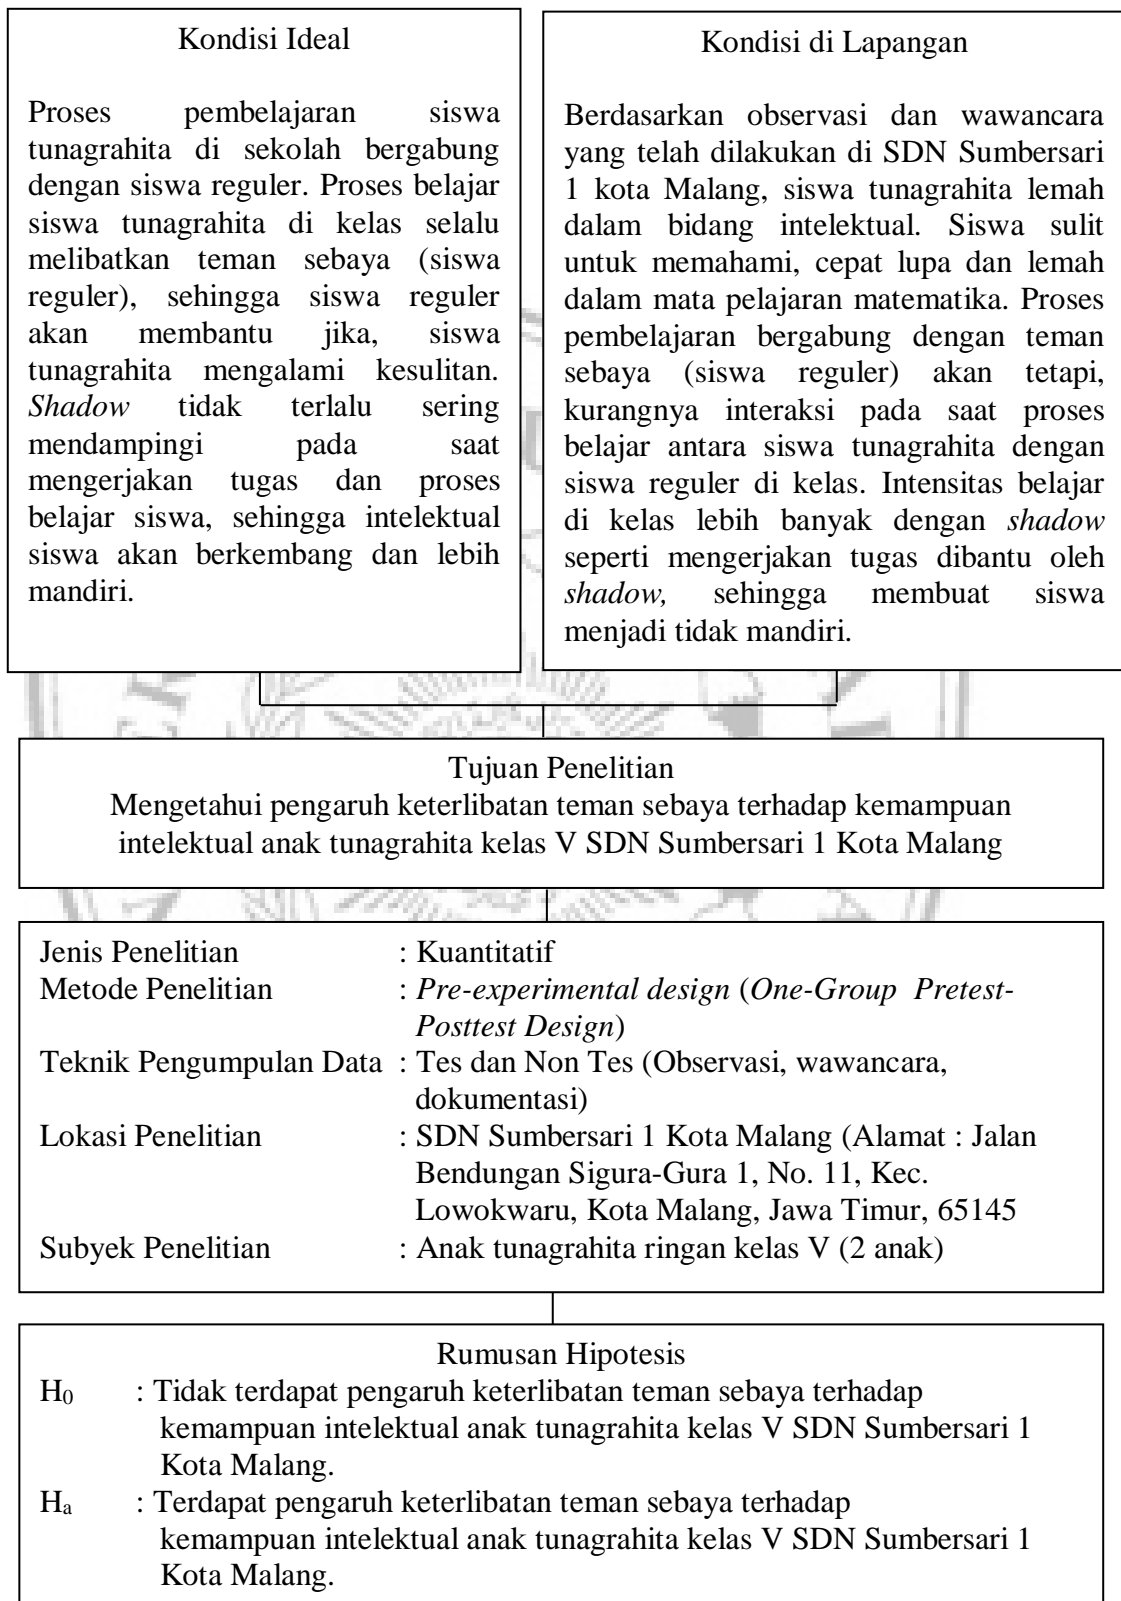 Kondisi Ideal
Proses pembelajaran siswa
tunagrahita di sekolah bergabung
dengan siswa reguler. Proses belajar
siswa tunagrahita di kelas selalu
melibatkan teman sebaya (siswa
reguler), sehingga siswa reguler
akan membantu jika, siswa
tunagrahita mengalami kesulitan.
Shadow tidak terlalu sering
mendampingi pada saat
mengerjakan tugas dan proses
belajar siswa, sehingga intelektual
siswa akan berkembang dan lebih
mandiri.
Kondisi di Lapangan
Berdasarkan observasi dan wawancara
yang telah dilakukan di SDN Sumbersari
1 kota Malang, siswa tunagrahita lemah
dalam bidang intelektual. Siswa sulit
untuk memahami, cepat lupa dan lemah
dalam mata pelajaran matematika. Proses
pembelajaran bergabung dengan teman
sebaya (siswa reguler) akan tetapi,
kurangnya interaksi pada saat proses
belajar antara siswa tunagrahita dengan
siswa reguler di kelas. Intensitas belajar
di kelas lebih banyak dengan shadow
seperti mengerjakan tugas dibantu oleh
shadow, sehingga membuat siswa
menjadi tidak mandiri.
Tujuan Penelitian
Mengetahui pengaruh keterlibatan teman sebaya terhadap kemampuan
intelektual anak tunagrahita kelas V SDN Sumbersari 1 Kota Malang
Jenis Penelitian : Kuantitatif
Metode Penelitian : Pre-experimental design (One-Group Pretest-
Posttest Design)
Teknik Pengumpulan Data : Tes dan Non Tes (Observasi, wawancara,
dokumentasi)
Lokasi Penelitian : SDN Sumbersari 1 Kota Malang (Alamat : Jalan
Bendungan Sigura-Gura 1, No. 11, Kec.
Lowokwaru, Kota Malang, Jawa Timur, 65145
Subyek Penelitian : Anak tunagrahita ringan kelas V (2 anak)
Rumusan Hipotesis
H0 : Tidak terdapat pengaruh keterlibatan teman sebaya terhadap
kemampuan intelektual anak tunagrahita kelas V SDN Sumbersari 1
Kota Malang.
Ha : Terdapat pengaruh keterlibatan teman sebaya terhadap
kemampuan intelektual anak tunagrahita kelas V SDN Sumbersari 1
Kota Malang.